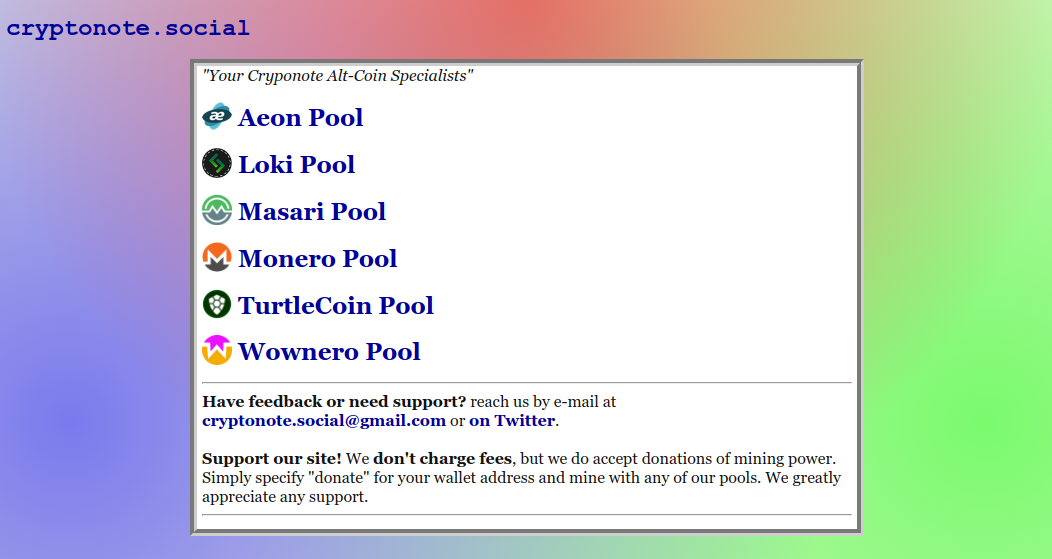 cryptonote.social
"Your Cryponote Alt-Coin Specialists"
æ Aeon Pool
Loki Pool
Masari Pool
Monero Pool
TurtleCoin Pool
Wownero Pool
Have feedback or need support? reach us by e-mail at
cryptonote.social@gmail.com or on Twitter.
Support our site! We don't charge fees, but we do accept donations of mining power.
Simply specify "donate" for your wallet address and mine with any of our pools. We greatly
appreciate any support.